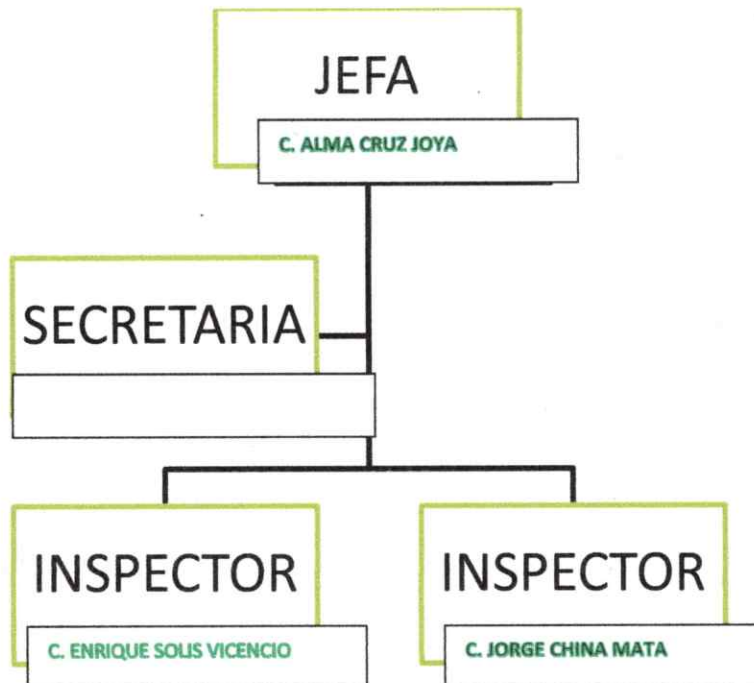 JEFA
C. ALMA CRUZ JOYA
SECRETARIA
INSPECTOR
C. ENRIQUE SOLIS VICENCIO
INSPECTOR
C. JORGE CHINA MATA